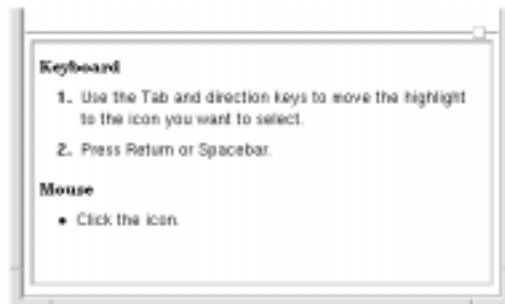 Keyboard
1. Use the Tab and direction keys to move the highlight
to the icon you want to select.
2. Press Return or Spacebar.
Mouse
• Click the icon.